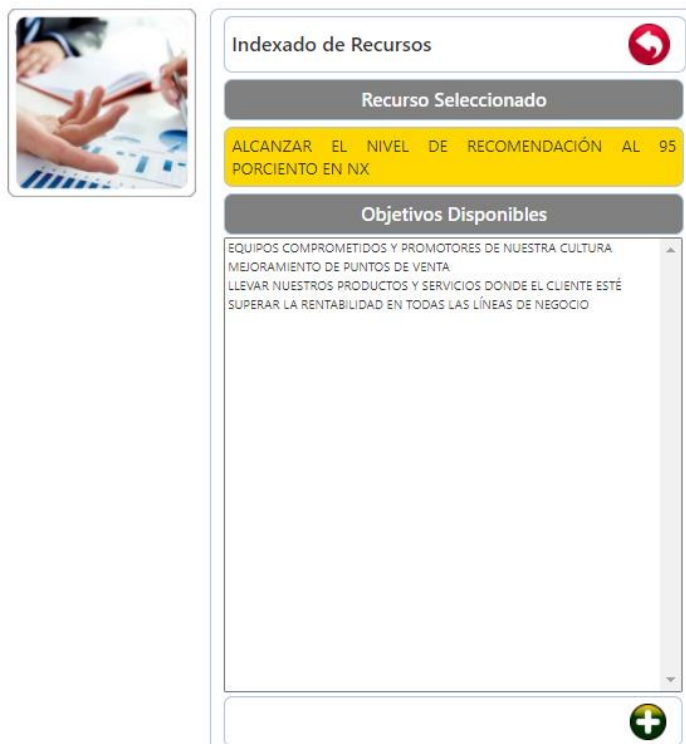 Indexado de Recursos
Recurso Seleccionado
ALCANZAR EL NIVEL DE RECOMENDACIÓN AL 95
PORCIENTO EN NX
Objetivos Disponibles
EQUIPOS COMPROMETIDOS Y PROMOTORES DE NUESTRA CULTURA
MEJORAMIENTO DE PUNTOS DE VENTA
LLEVAR NUESTROS PRODUCTOS Y SERVICIOS DONDE EL CLIENTE ESTÉ
SUPERAR LA RENTABILIDAD EN TODAS LAS LÍNEAS DE NEGOCIO